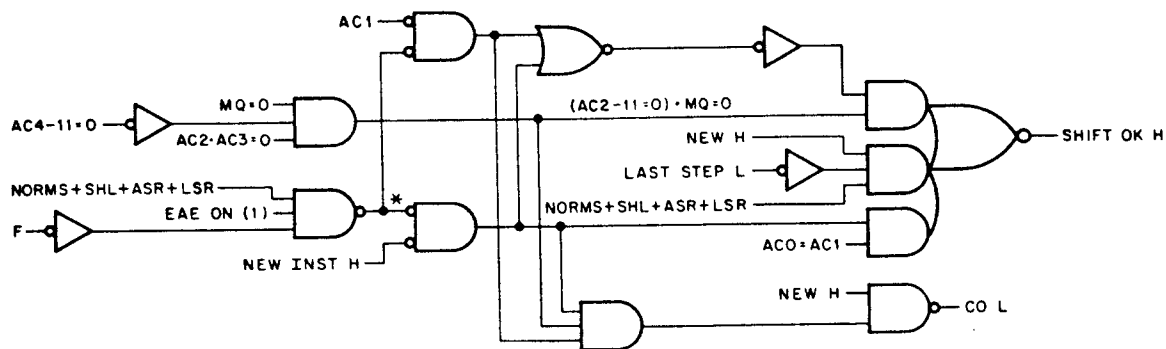 AC1
MQ=0
(AC2-11=0)·MQ=0
AC4-11=0
AC2·AC3=0
NEW H
SHIFT OK H
LAST STEP L
NORMS+SHL+ASR+LSR
*
NORMS+SHL+ASR+LSR
EAE ON (1)
F
AC0=AC1
NEW INST H
NEW H
CO L